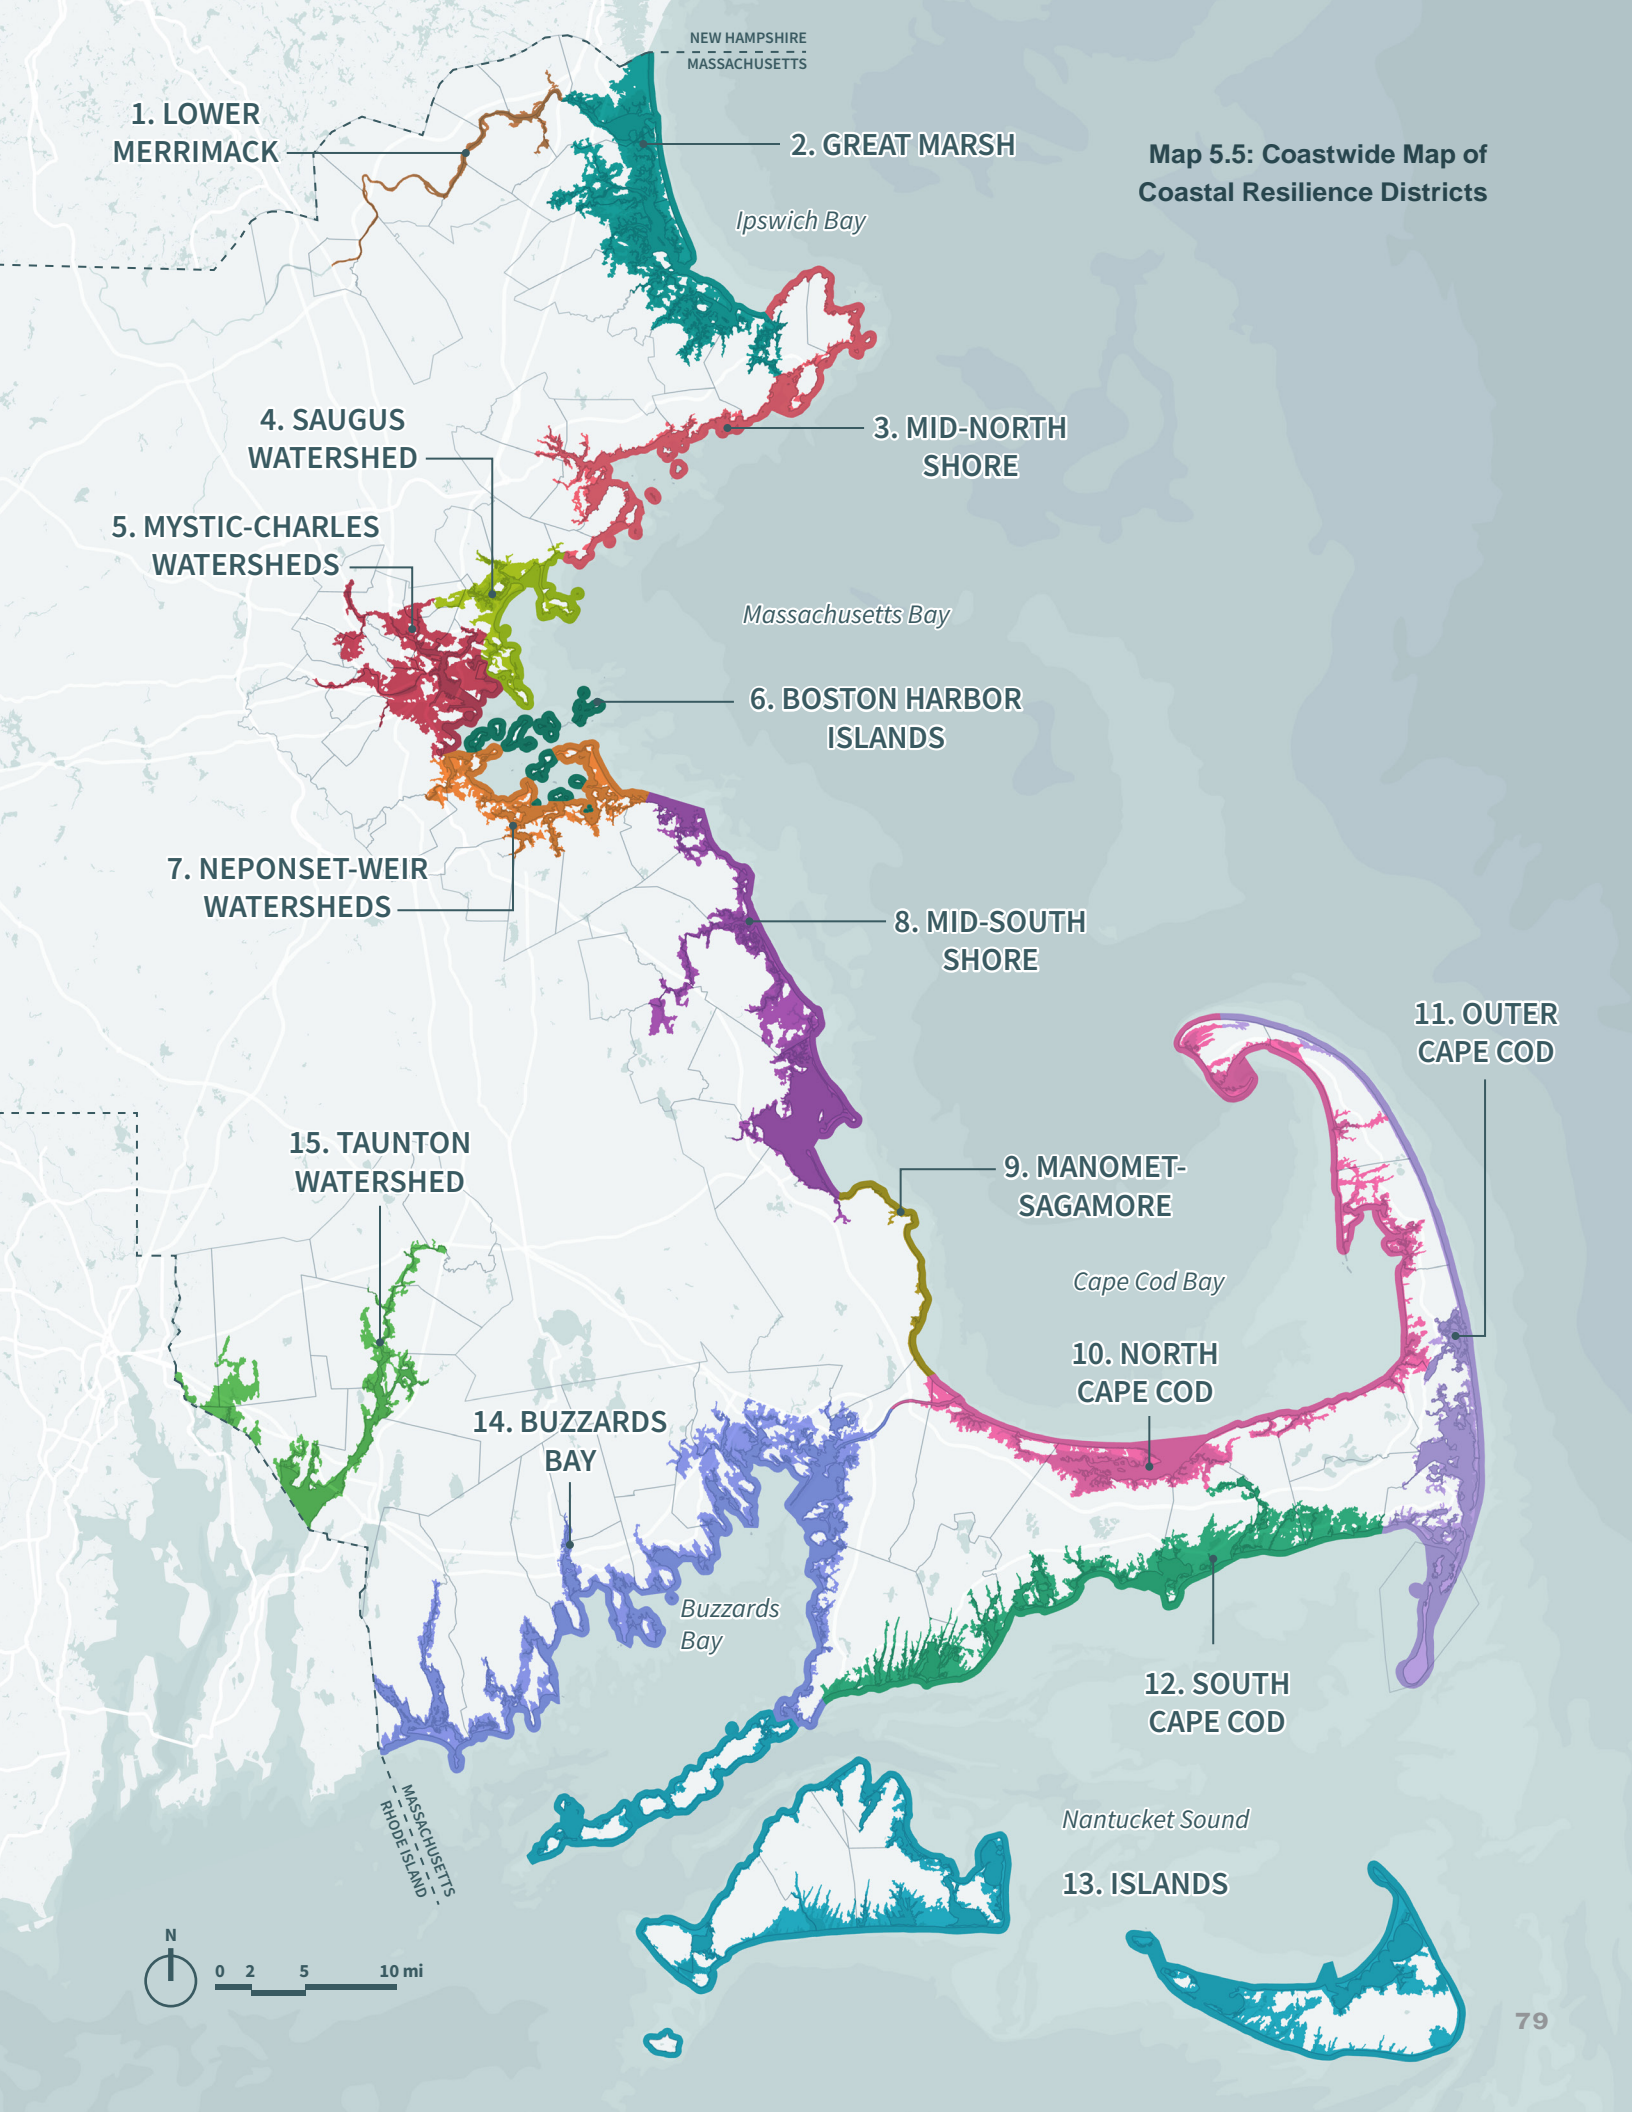 NEW HAMPSHIRE
MASSACHUSETTS
1. LOWER
MERRIMACK
2. GREAT MARSH
Map 5.5: Coastwide Map of
Coastal Resilience Districts
Ipswich Bay
4. SAUGUS
WATERSHED
3. MID-NORTH
SHORE
5. MYSTIC-CHARLES
WATERSHEDS
Massachusetts Bay
6. BOSTON HARBOR
ISLANDS
7. NEPONSET-WEIR
WATERSHEDS
8. MID-SOUTH
SHORE
11. OUTER
CAPE COD
15. TAUNTON
WATERSHED
9. MANOMET-
SAGAMORE
Cape Cod Bay
10. NORTH
CAPE COD
14. BUZZARDS
BAY
Buzzards
Bay
12. SOUTH
CAPE COD
MASSACHUSETTS
RHODE ISLAND
Nantucket Sound
13. ISLANDS
N
0 2 5 10 mi
79